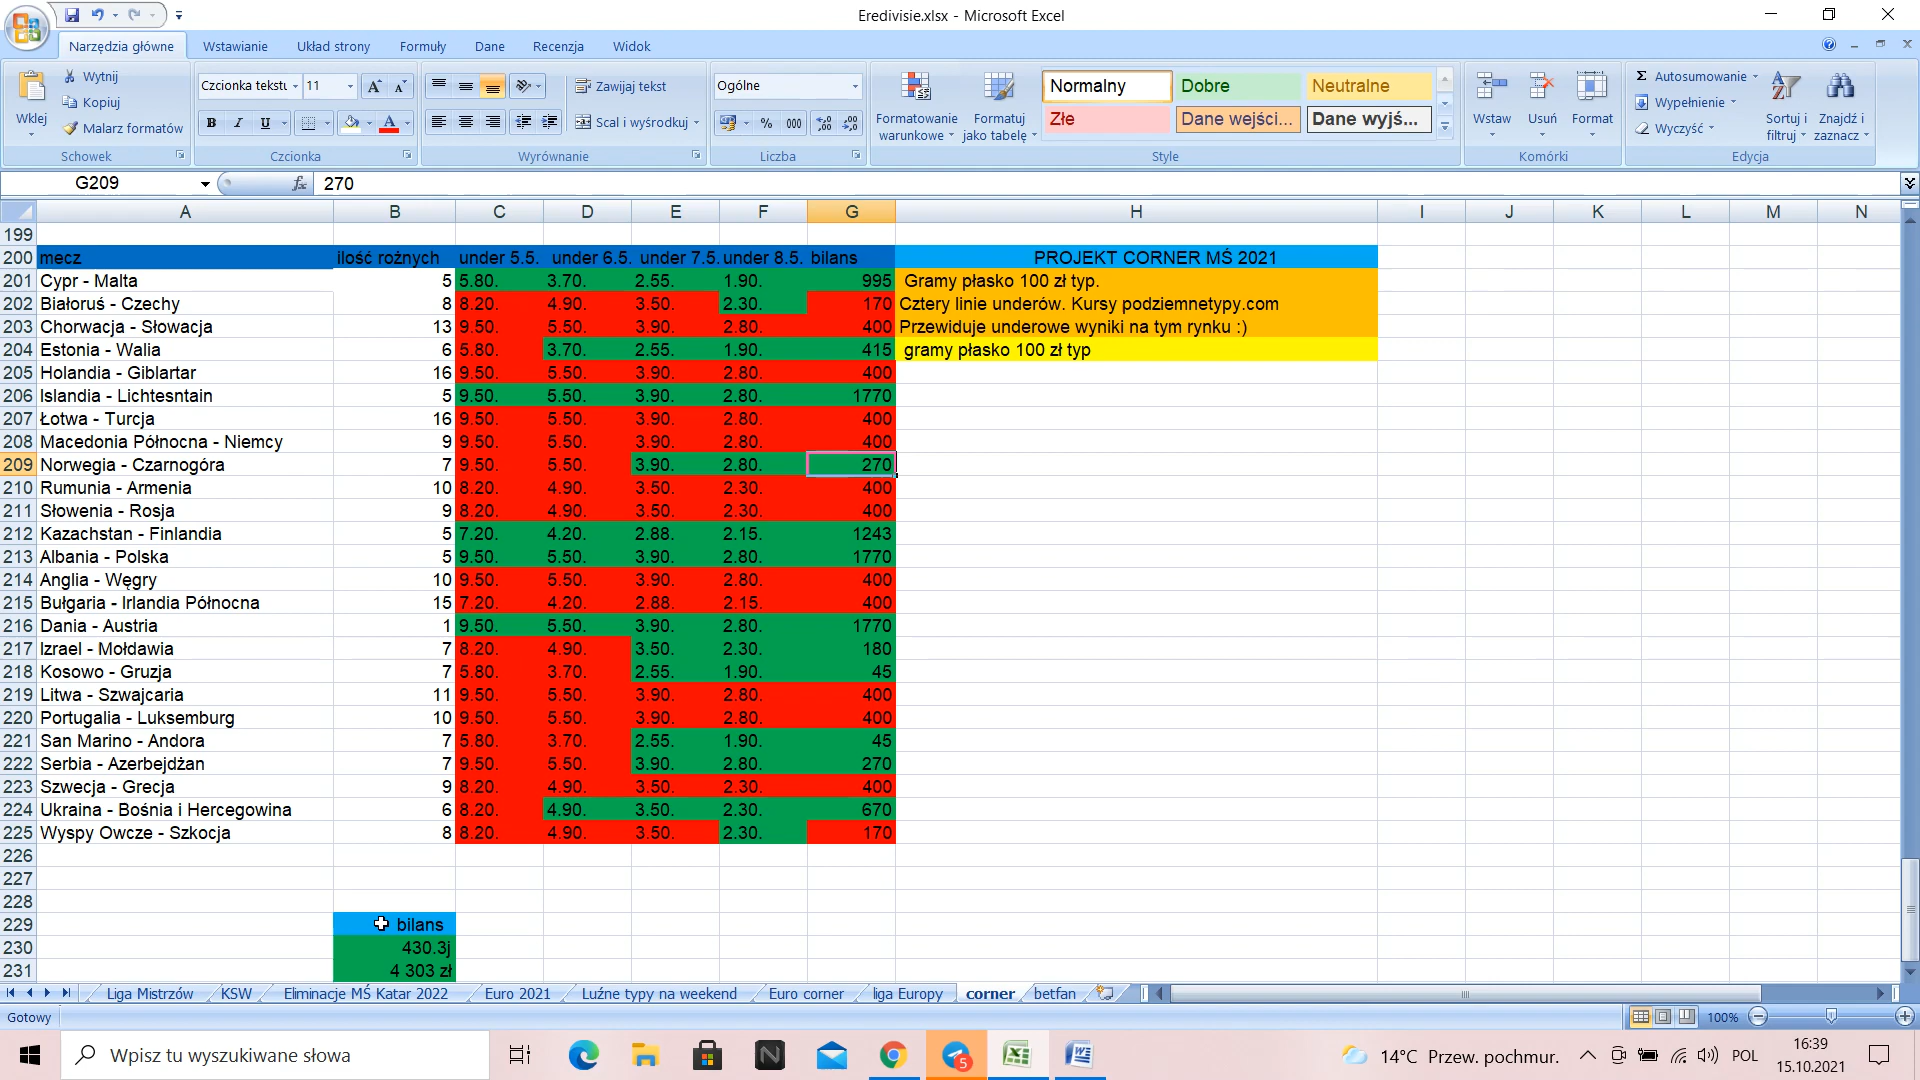 Eredivisie.xlsx - Microsoft Excel
Narzędzia główne Wstawianie Układ strony Formuły Dane Recenzja Widok
Wklej Wytnij Kopiuj Malarz formatów Schowek
Czcionka tekstu 11 B I U A A A Czcionka
Zawijaj tekst Scal i wyśrodkuj Wyrównanie
Ogólne % 000 Liczba
Formatowanie warunkowe Formatuj jako tabelę Normalny Dobre Neutralne Złe Dane wejści... Dane wyjś... Style
Wstaw Usuń Format Komórki
Σ Autosumowanie Wypełnienie Wyczyść Sortuj i filtruj Znajdź i zaznacz Edycja
G209 fx 270
A B C D E F G H I J K L M N
199
200 mecz ilość rożnych under 5.5. under 6.5. under 7.5. under 8.5. bilans PROJEKT CORNER MŚ 2021
201 Cypr - Malta 5 5.80. 3.70. 2.55. 1.90. 995 Gramy płasko 100 zł typ.
202 Białoruś - Czechy 8 8.20. 4.90. 3.50. 2.30. 170 Cztery linie underów. Kursy podziemnetypy.com
203 Chorwacja - Słowacja 13 9.50. 5.50. 3.90. 2.80. 400 Przewiduje underowe wyniki na tym rynku :)
204 Estonia - Walia 6 5.80. 3.70. 2.55. 1.90. 415 gramy płasko 100 zł typ
205 Holandia - Giblartar 16 9.50. 5.50. 3.90. 2.80. 400
206 Islandia - Lichtesntain 5 9.50. 5.50. 3.90. 2.80. 1770
207 Łotwa - Turcja 16 9.50. 5.50. 3.90. 2.80. 400
208 Macedonia Północna - Niemcy 9 9.50. 5.50. 3.90. 2.80. 400
209 Norwegia - Czarnogóra 7 9.50. 5.50. 3.90. 2.80. 270
210 Rumunia - Armenia 10 8.20. 4.90. 3.50. 2.30. 400
211 Słowenia - Rosja 9 8.20. 4.90. 3.50. 2.30. 400
212 Kazachstan - Finlandia 5 7.20. 4.20. 2.88. 2.15. 1243
213 Albania - Polska 5 9.50. 5.50. 3.90. 2.80. 1770
214 Anglia - Węgry 10 9.50. 5.50. 3.90. 2.80. 400
215 Bułgaria - Irlandia Północna 15 7.20. 4.20. 2.88. 2.15. 400
216 Dania - Austria 1 9.50. 5.50. 3.90. 2.80. 1770
217 Izrael - Mołdawia 7 8.20. 4.90. 3.50. 2.30. 180
218 Kosowo - Gruzja 7 5.80. 3.70. 2.55. 1.90. 45
219 Litwa - Szwajcaria 11 9.50. 5.50. 3.90. 2.80. 400
220 Portugalia - Luksemburg 10 9.50. 5.50. 3.90. 2.80. 400
221 San Marino - Andora 7 5.80. 3.70. 2.55. 1.90. 45
222 Serbia - Azerbejdżan 7 9.50. 5.50. 3.90. 2.80. 270
223 Szwecja - Grecja 9 8.20. 4.90. 3.50. 2.30. 400
224 Ukraina - Bośnia i Hercegowina 6 8.20. 4.90. 3.50. 2.30. 670
225 Wyspy Owcze - Szkocja 8 8.20. 4.90. 3.50. 2.30. 170
226
227
228
229 bilans
230 430.3j
231 4 303 zł
Liga Mistrzów KSW Eliminacje MŚ Katar 2022 Euro 2021 Luźne typy na weekend Euro corner liga Europy corner betfan
Gotowy 100%
Wpisz tu wyszukiwane słowa 5 14°C Przew. pochmur. POL 16:39
15.10.2021